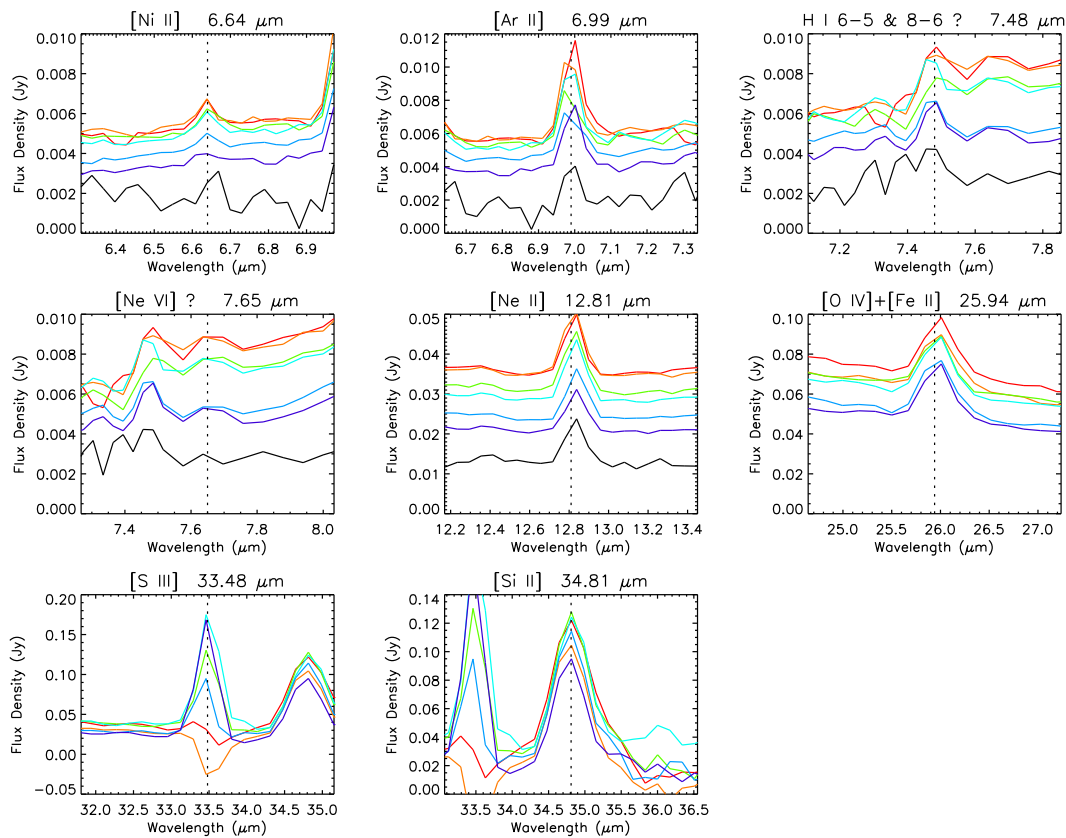 [Ni II] 6.64 μm
[Ar II] 6.99 μm
H I 6-5 & 8-6 ? 7.48 μm
Flux Density (Jy)
0.010
0.008
0.006
0.004
0.002
0.000
6.4 6.5 6.6 6.7 6.8 6.9
Wavelength (μm)
Flux Density (Jy)
0.012
0.010
0.008
0.006
0.004
0.002
0.000
6.7 6.8 6.9 7.0 7.1 7.2 7.3
Wavelength (μm)
Flux Density (Jy)
0.010
0.008
0.006
0.004
0.002
0.000
7.2 7.4 7.6 7.8
Wavelength (μm)
[Ne VI] ? 7.65 μm
[Ne II] 12.81 μm
[O IV]+[Fe II] 25.94 μm
Flux Density (Jy)
0.010
0.008
0.006
0.004
0.002
0.000
7.4 7.6 7.8 8.0
Wavelength (μm)
Flux Density (Jy)
0.05
0.04
0.03
0.02
0.01
0.00
12.2 12.4 12.6 12.8 13.0 13.2 13.4
Wavelength (μm)
Flux Density (Jy)
0.10
0.08
0.06
0.04
0.02
0.00
25.0 25.5 26.0 26.5 27.0
Wavelength (μm)
[S III] 33.48 μm
[Si II] 34.81 μm
Flux Density (Jy)
0.20
0.15
0.10
0.05
0.00
-0.05
32.0 32.5 33.0 33.5 34.0 34.5 35.0
Wavelength (μm)
Flux Density (Jy)
0.14
0.12
0.10
0.08
0.06
0.04
0.02
0.00
33.5 34.0 34.5 35.0 35.5 36.0 36.5
Wavelength (μm)